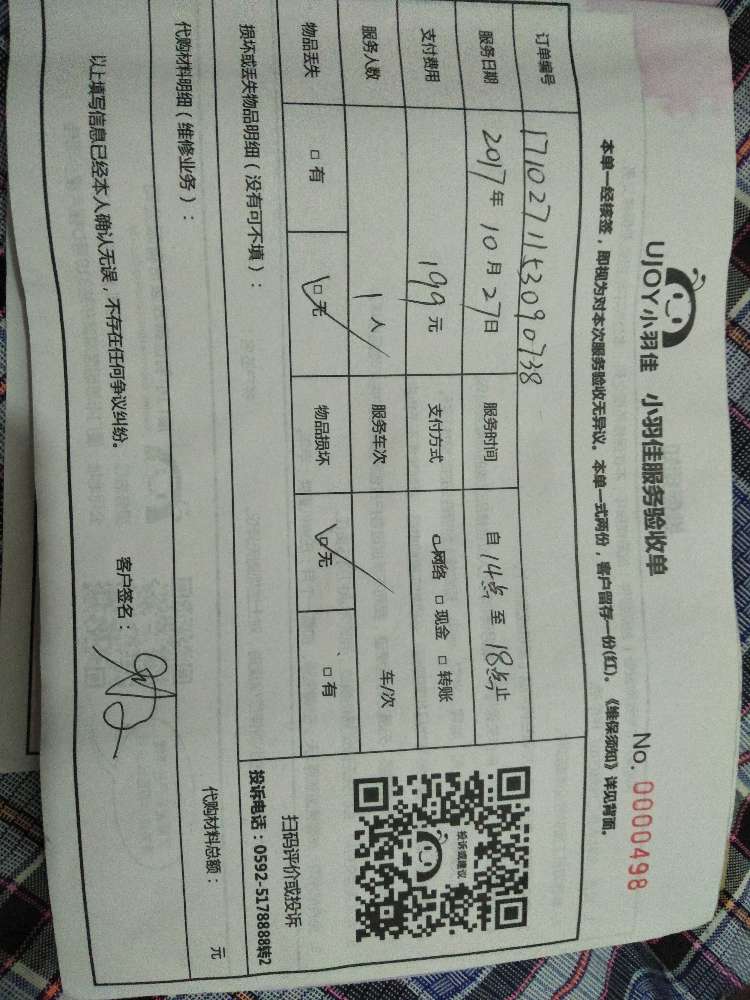 UJOY小羽佳 小羽佳服务验收单 No. 0000498
本单一经核签，即视为对本次服务验收无异议。本单一式两份，客户留存一份(红)。《维保须知》详见背面。
订单编号 1710271153090738
服务日期 2017年10月27日 服务时间 自14点至18点止
支付费用 199元 支付方式 □网络 □现金 □转账
服务人数 1人 服务车次 车/次
物品丢失 □有 □无 物品损坏 □无 □有
投诉或建议
扫码评价或投诉
投诉电话：0592-5178888转2
损坏或丢失物品明细（没有可不填）：
代购材料明细（维修业务）： 代购材料总额： 元
以上填写信息已经本人确认无误，不存在任何争议纠纷。 客户签名：